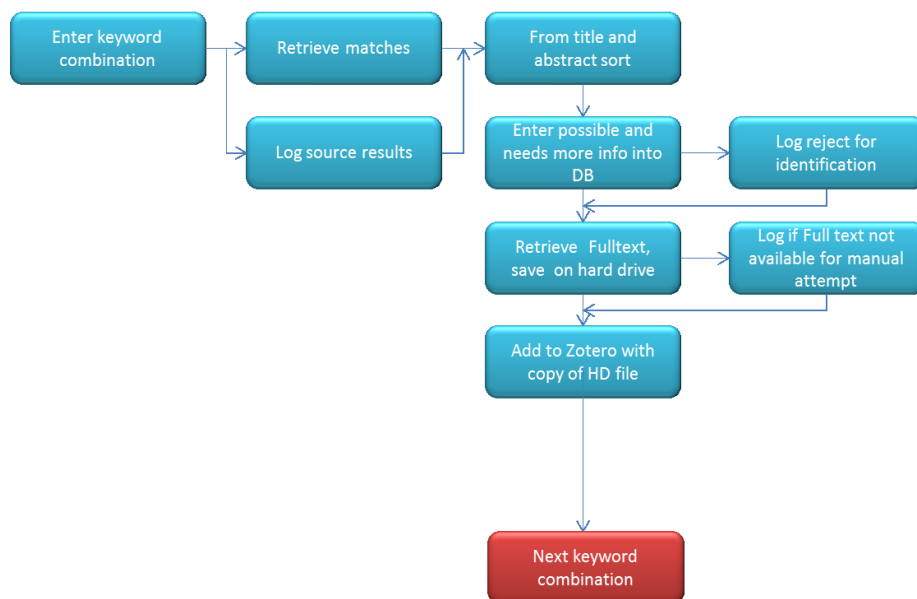 Enter keyword
combination
Retrieve matches
From title and
abstract sort
Log source results
Enter possible and
needs more info into
DB
Log reject for
identification
Retrieve Fulltext,
save on hard drive
Log if Full text not
available for manual
attempt
Add to Zotero with
copy of HD file
Next keyword
combination